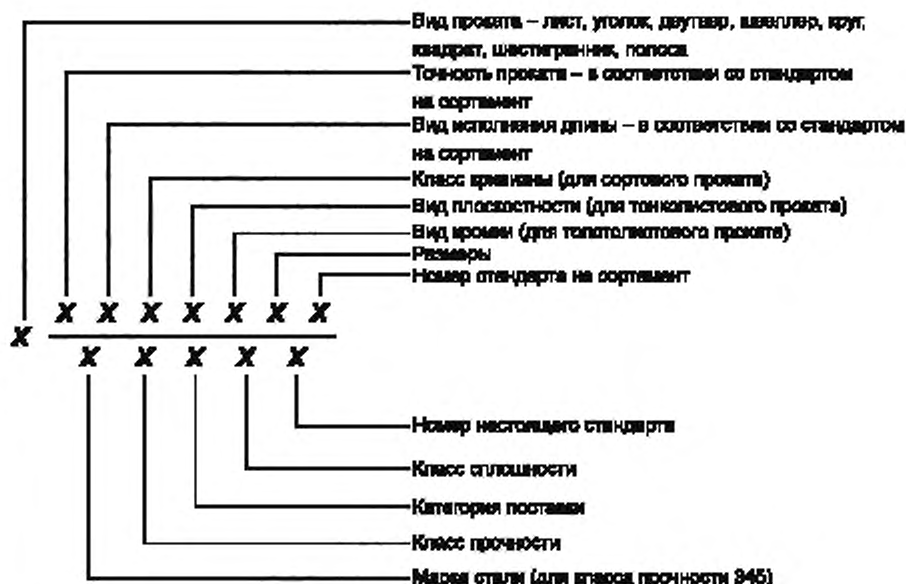 Вид проката – лист, уголок, двутавр, швеллер, круг,
квадрат, шестигранник, полоса
Точность проката – в соответствии со стандартом
на сортамент
Вид исполнения длины – в соответствии со стандартом
на сортамент
Класс кривизны (для сортового проката)
Вид плоскостности (для тонколистового проката)
Вид кромки (для толстолистового проката)
Размеры
Номер стандарта на сортамент
X X X X X X X
X
X X X X X
Номер настоящего стандарта
Класс сплошности
Категория поставки
Класс прочности
Марка стали (для класса прочности 345)